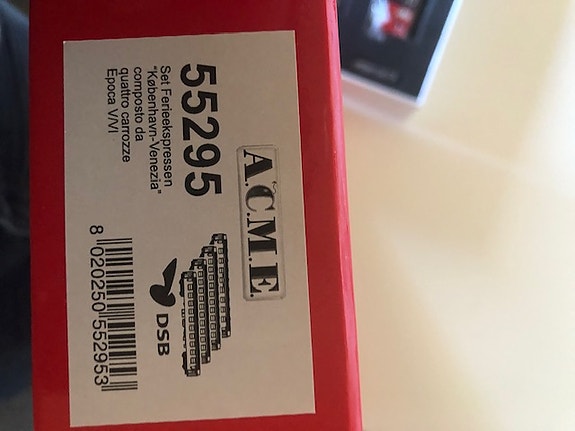 A.C.M.E.
55295
Set Ferieekspressen
"København-Venezia"
composto da
quattro carrozze
Epoca V/VI
DSB
8 020250 552953